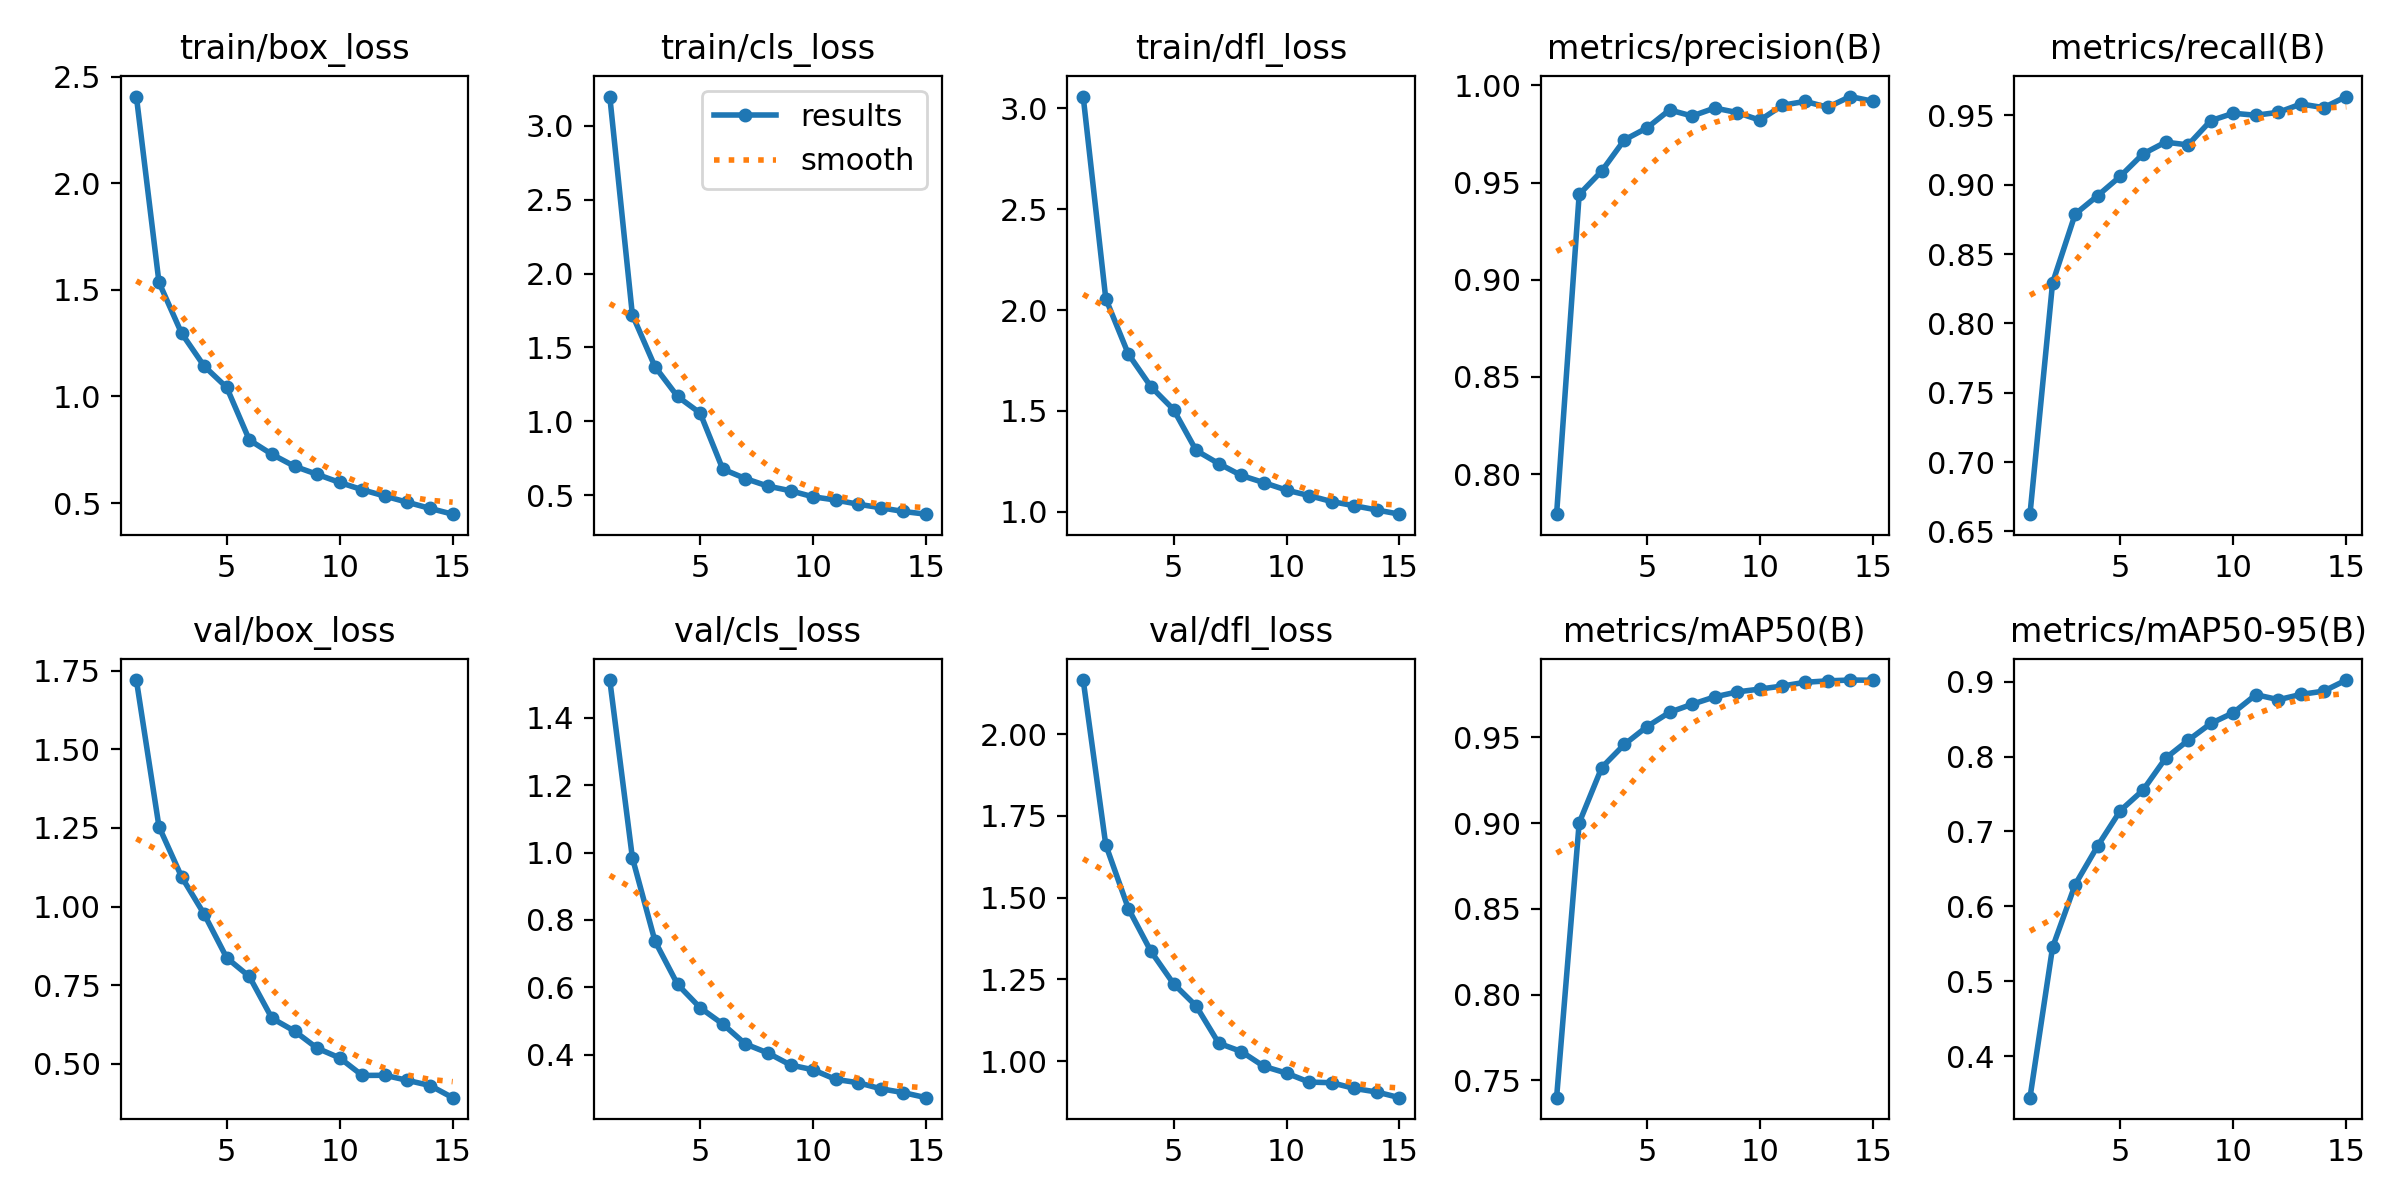 train/box_loss
2.5
2.0
1.5
1.0
0.5
5 10 15
train/cls_loss
results
smooth
3.0
2.5
2.0
1.5
1.0
0.5
5 10 15
train/dfl_loss
3.0
2.5
2.0
1.5
1.0
5 10 15
metrics/precision(B)
1.00
0.95
0.90
0.85
0.80
5 10 15
metrics/recall(B)
0.95
0.90
0.85
0.80
0.75
0.70
0.65
5 10 15
val/box_loss
1.75
1.50
1.25
1.00
0.75
0.50
5 10 15
val/cls_loss
1.4
1.2
1.0
0.8
0.6
0.4
5 10 15
val/dfl_loss
2.00
1.75
1.50
1.25
1.00
5 10 15
metrics/mAP50(B)
0.95
0.90
0.85
0.80
0.75
5 10 15
metrics/mAP50-95(B)
0.9
0.8
0.7
0.6
0.5
0.4
5 10 15